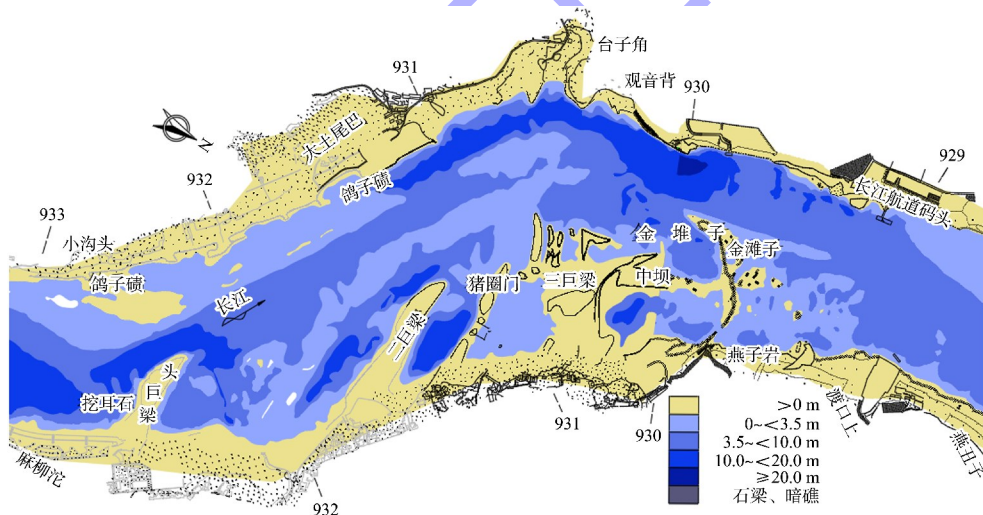 台子角
931
观音背
930
929
木土尾巴
长江航道码头
932
鸽子碛
933
小沟头
金堆子
金滩子
鸽子碛
猪圈门
三巨梁
中坝
长江
二巨梁
燕子岩
头巨梁
挖耳石
渡口上
931
930
燕丑子
麻柳沱
932
N
>0 m
0~<3.5 m
3.5~<10.0 m
10.0~<20.0 m
≥20.0 m
石梁、暗礁